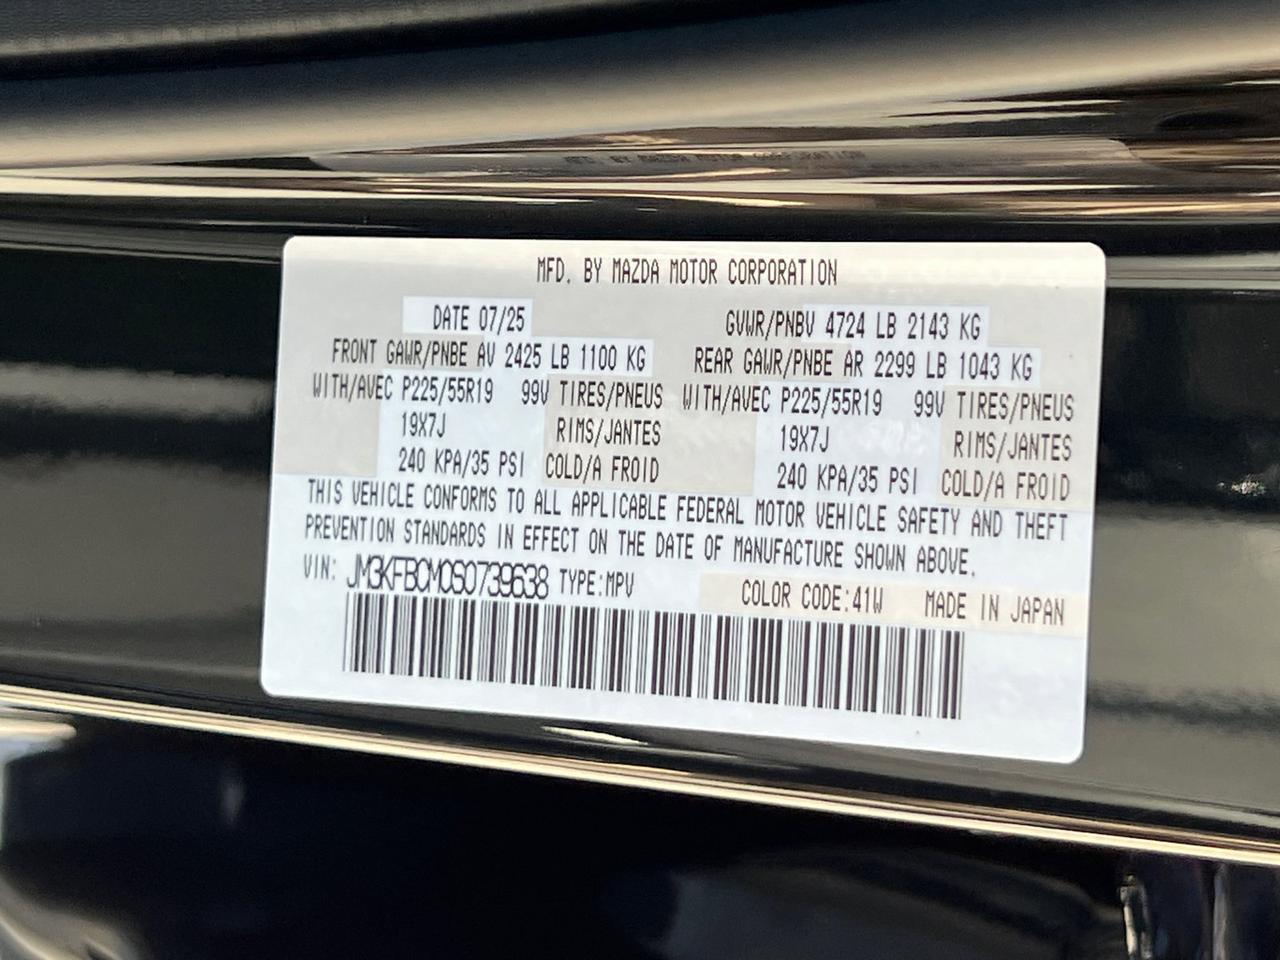 MFD. BY MAZDA MOTOR CORPORATION
MFD. BY MAZDA MOTOR CORPORATION
DATE 07/25 GVWR/PNBV 4724 LB 2143 KG
FRONT GAWR/PNBE AV 2425 LB 1100 KG REAR GAWR/PNBE AR 2299 LB 1043 KG
WITH/AVEC P225/55R19 99V TIRES/PNEUS WITH/AVEC P225/55R19 99V TIRES/PNEUS
19X7J RIMS/JANTES 19X7J RIMS/JANTES
240 KPA/35 PSI COLD/A FROID 240 KPA/35 PSI COLD/A FROID
THIS VEHICLE CONFORMS TO ALL APPLICABLE FEDERAL MOTOR VEHICLE SAFETY AND THEFT
PREVENTION STANDARDS IN EFFECT ON THE DATE OF MANUFACTURE SHOWN ABOVE.
VIN: JM3KFBCM0S0739638 TYPE:MPV COLOR CODE:41W MADE IN JAPAN